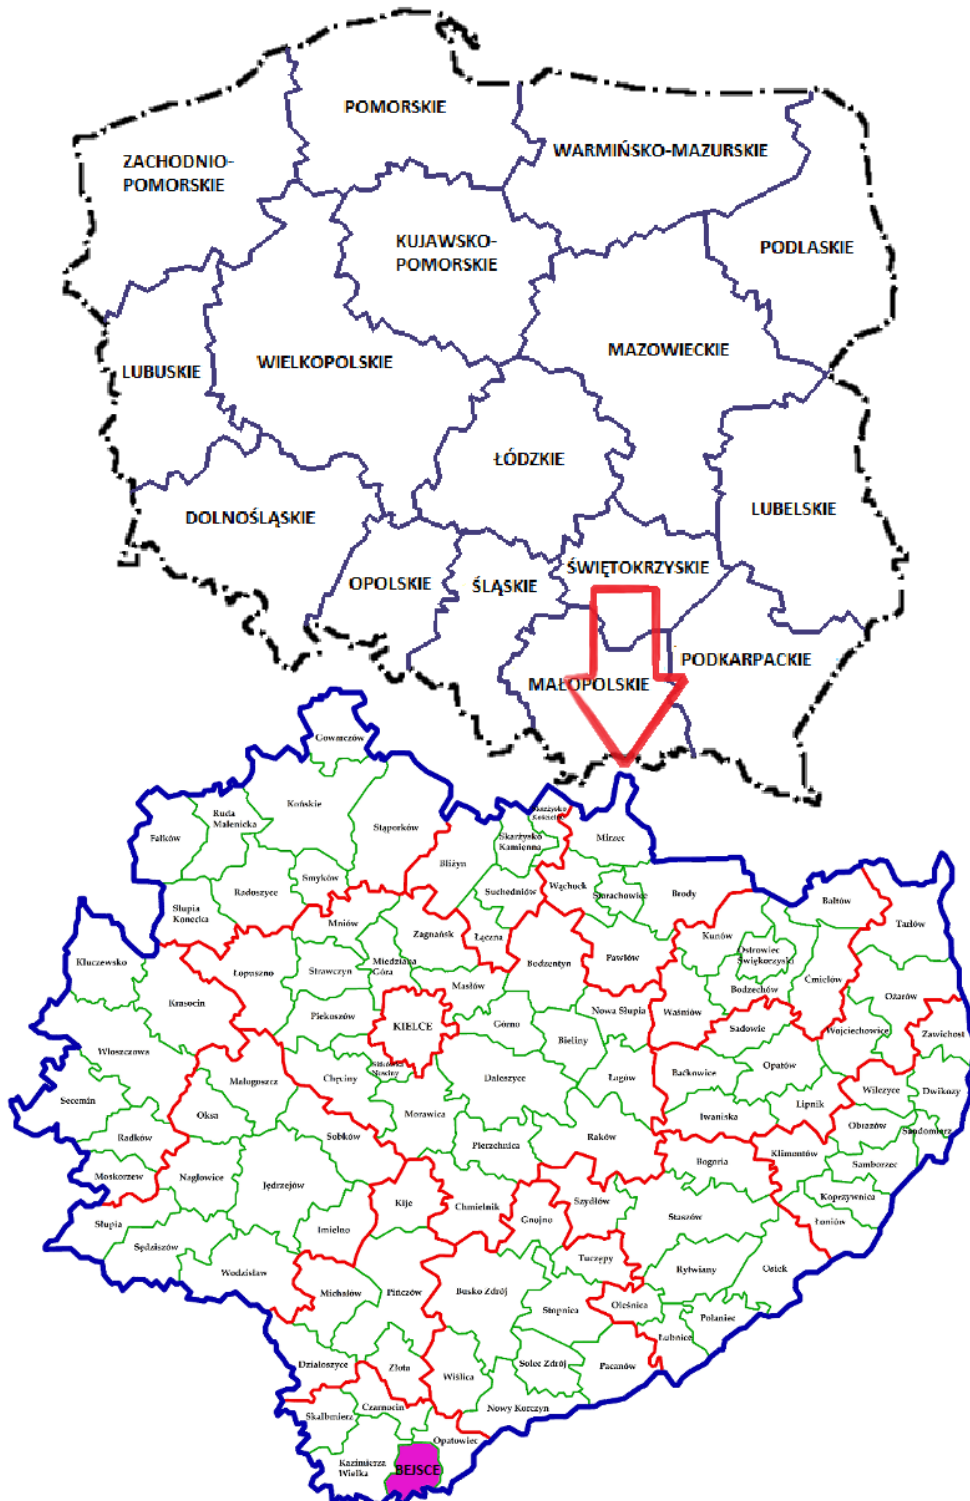 POMORSKIE
ZACHODNIO-
POMORSKIE
WARMIŃSKO-MAZURSKIE
KUJAWSKO-
POMORSKIE
PODLASKIE
LUBUSKIE
WIELKOPOLSKIE
MAZOWIECKIE
ŁÓDZKIE
DOLNOŚLĄSKIE
LUBELSKIE
OPOLSKIE
ŚLĄSKIE
ŚWIĘTOKRZYSKIE
MAŁOPOLSKIE
PODKARPACKIE
Gowarczów
Końskie
Ruda
Malenicka
Fałków
Stąporków
Skarżysko
Kamienna
Mirzec
Bliżyn
Smyków
Radoszyce
Suchedniów
Wąchock
Starachowice
Brody
Bałtów
Tarłów
Słupia
Konecka
Mniów
Zagnańsk
Łączna
Kunów
Ostrowiec
Bodzentyn
Pawłów
Kluczewsko
Łopuszno
Strawczyn
Miedziana
Góra
Masłów
Bodzechów
Ćmielów
Ożarów
Krasocin
Piekoszów
KIELCE
Górno
Nowa Słupia
Waśniów
Sadowie
Wojciechowice
Zawichost
Włoszczowa
Bieliny
Małogoszcz
Chęciny
Daleszyce
Łagów
Baćkowice
Opatów
Wilczyce
Dwikozy
Secemin
Oksa
Morawica
Iwaniska
Lipnik
Obrazów
Sandomierz
Radków
Sobków
Pierzchnica
Raków
Bogoria
Klimontów
Samborzec
Moskorzew
Nagłowice
Jędrzejów
Koprzywnica
Słupia
Imielno
Kije
Chmielnik
Gnojno
Szydłów
Staszów
Łoniów
Sędziszów
Wodzisław
Tuczępy
Rytwiany
Osiek
Michałów
Pińczów
Busko Zdrój
Stopnica
Oleśnica
Połaniec
Łubnice
Działoszyce
Złota
Wiślica
Solec Zdrój
Pacanów
Czarnocin
Nowy Korczyn
Skalbmierz
Opatowiec
Kazimierza
Wielka
BEJSCE